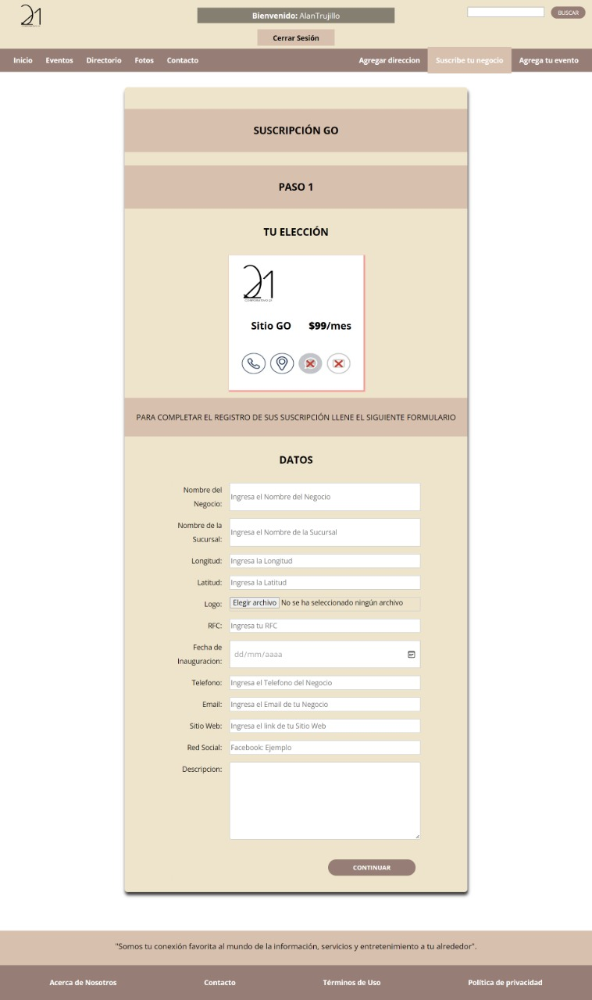 21
Bienvenido: AlanTrujillo
BUSCAR
Cerrar Sesión
Inicio Eventos Directorio Fotos Contacto Agregar direccion Suscribe tu negocio Agrega tu evento
SUSCRIPCIÓN GO
PASO 1
TU ELECCIÓN
21
CORPORATIVO 21
Sitio GO $99/mes
PARA COMPLETAR EL REGISTRO DE SUS SUSCRIPCIÓN LLENE EL SIGUIENTE FORMULARIO
DATOS
Nombre del
Negocio:
Ingresa el Nombre del Negocio
Nombre de la
Sucursal:
Ingresa el Nombre de la Sucursal
Longitud: Ingresa la Longitud
Latitud: Ingresa la Latitud
Logo: Elegir archivo No se ha seleccionado ningún archivo
RFC: Ingresa tu RFC
Fecha de
Inauguracion:
dd/mm/aaaa
Telefono: Ingresa el Telefono del Negocio
Email: Ingresa el Email de tu Negocio
Sitio Web: Ingresa el link de tu Sitio Web
Red Social: Facebook: Ejemplo
Descripcion:
CONTINUAR
"Somos tu conexión favorita al mundo de la información, servicios y entretenimiento a tu alrededor".
Acerca de Nosotros Contacto Términos de Uso Política de privacidad